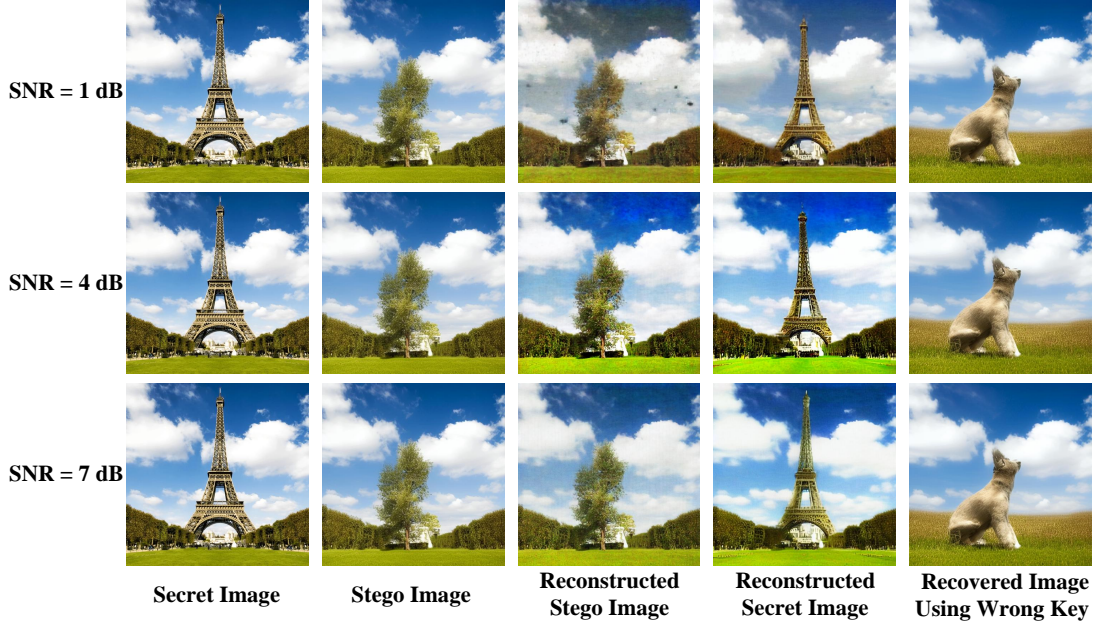 SNR = 1 dB
SNR = 4 dB
SNR = 7 dB
Secret Image
Stego Image
Reconstructed
Stego Image
Reconstructed
Secret Image
Recovered Image
Using Wrong Key